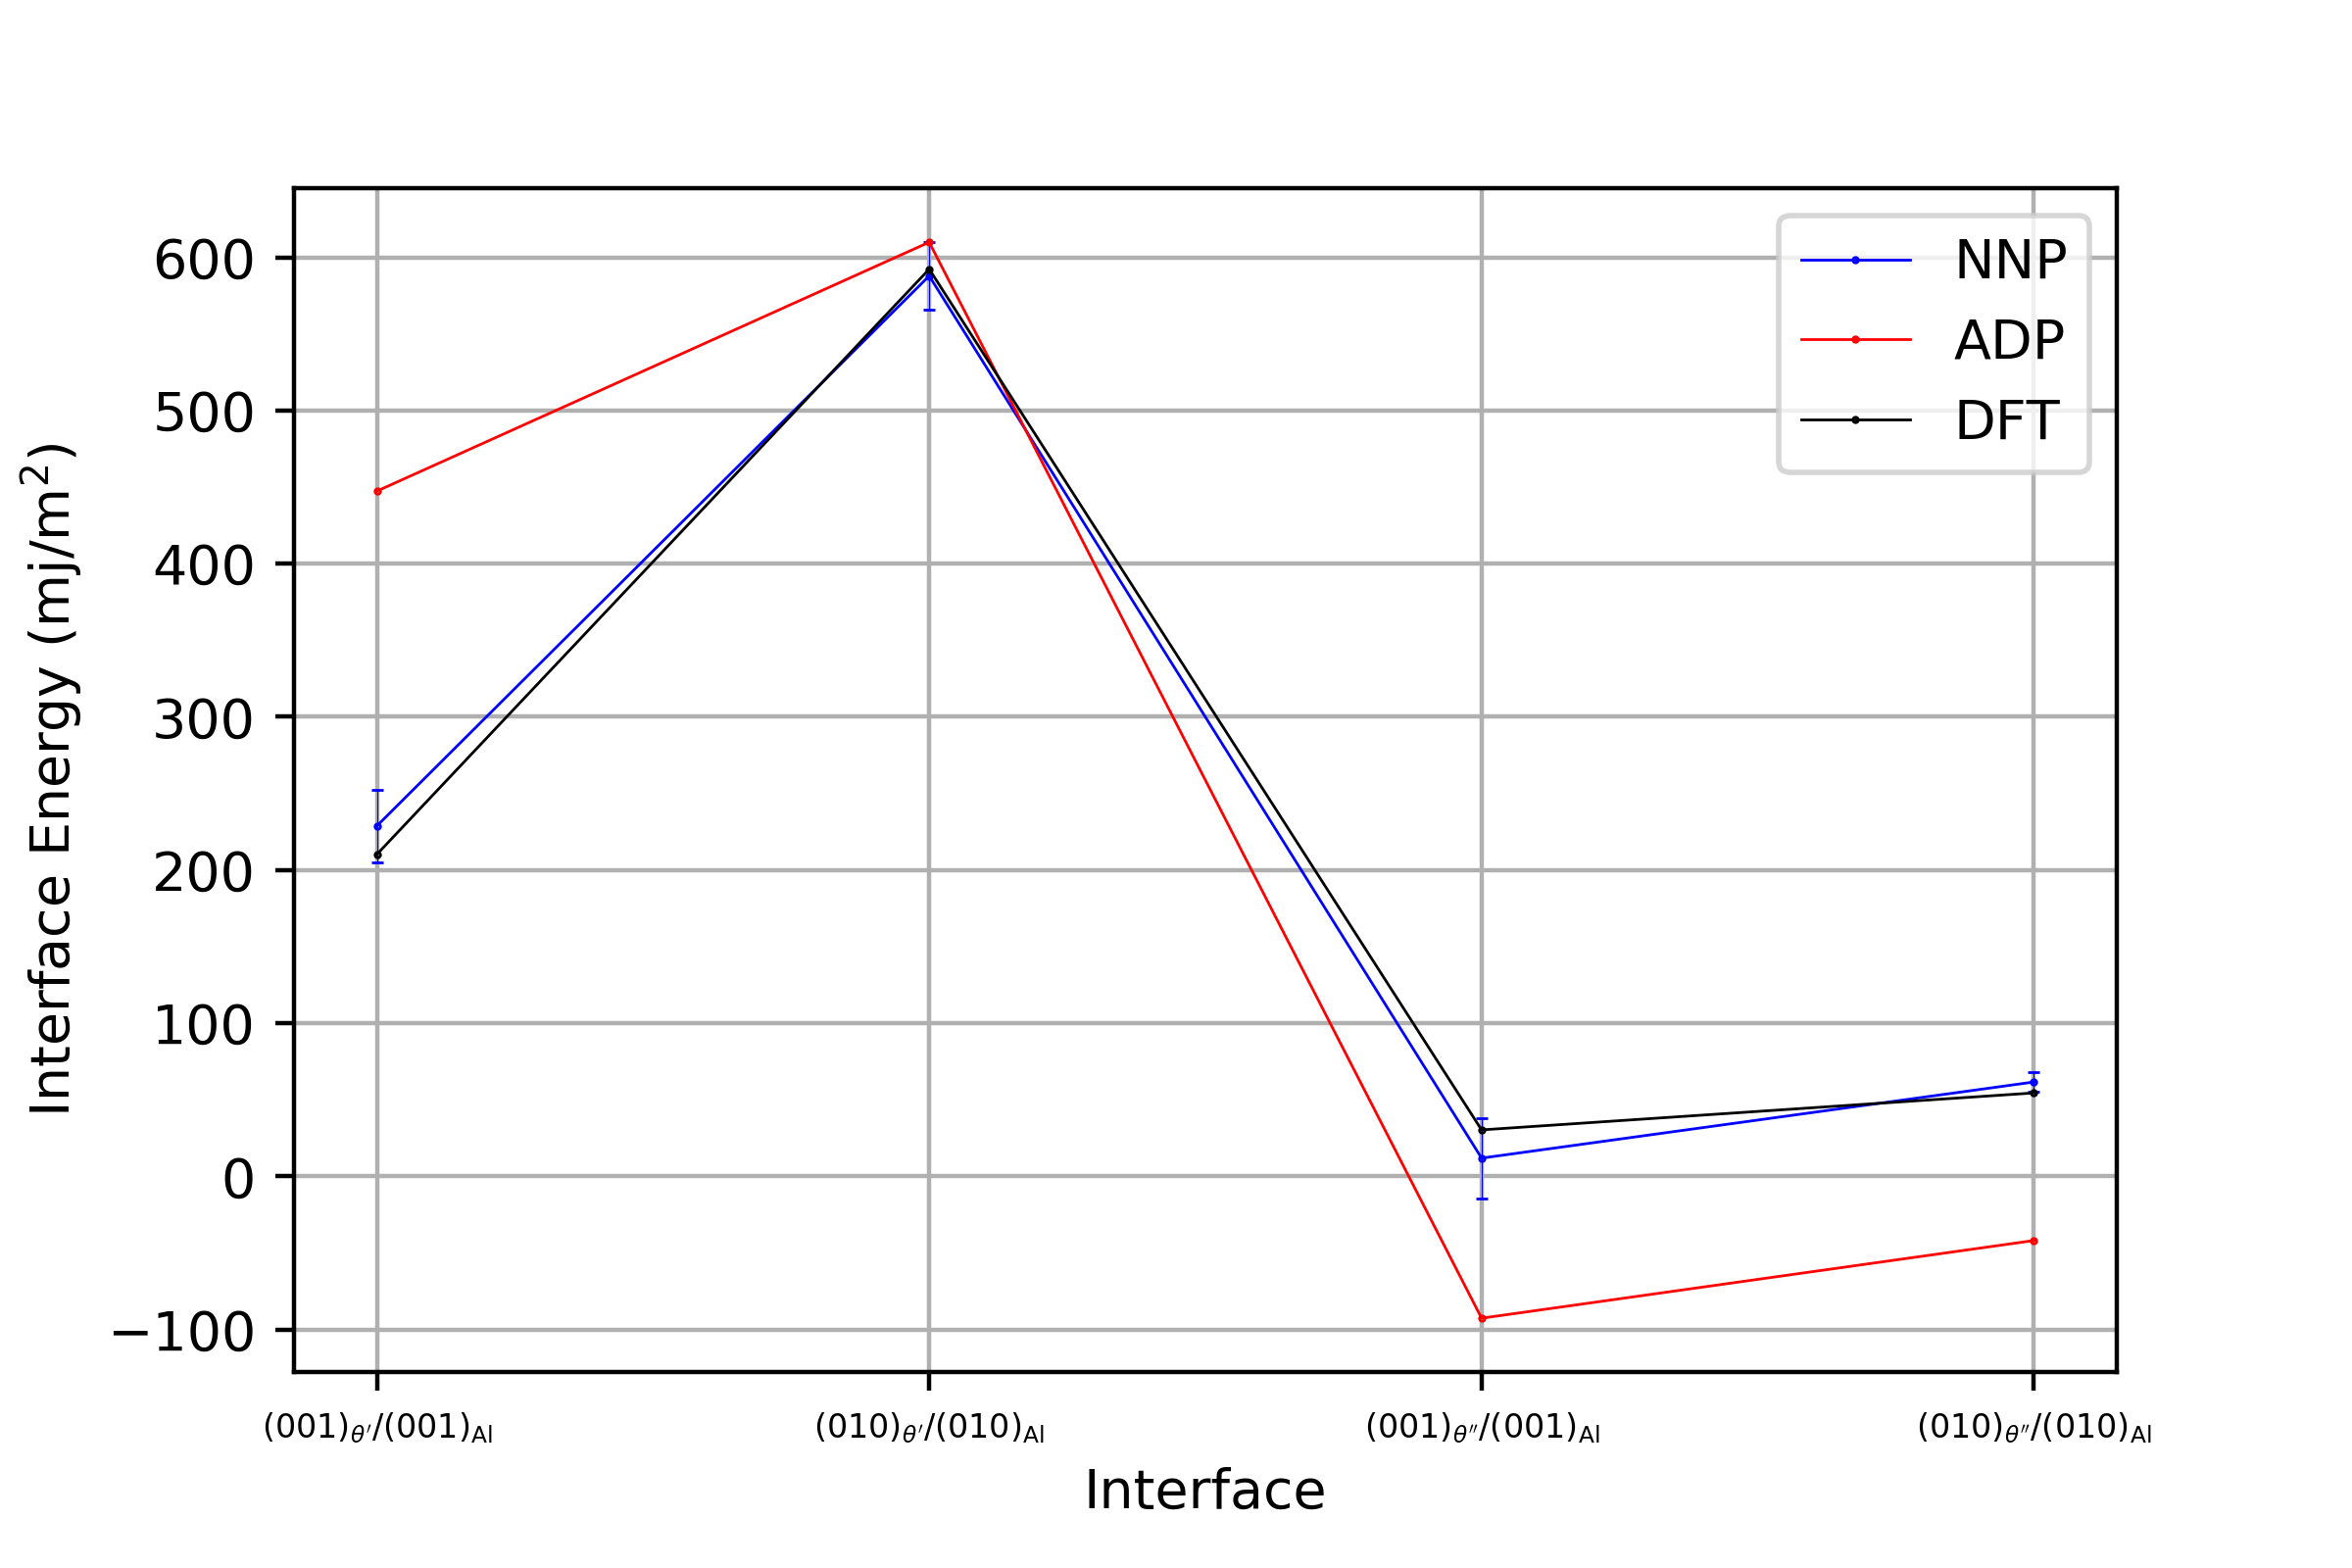 NNP
ADP
DFT
600
500
400
300
200
100
0
−100
Interface Energy (mj/m²)
(001)θ′/(001)Al
(010)θ′/(010)Al
(001)θ″/(001)Al
(010)θ″/(010)Al
Interface